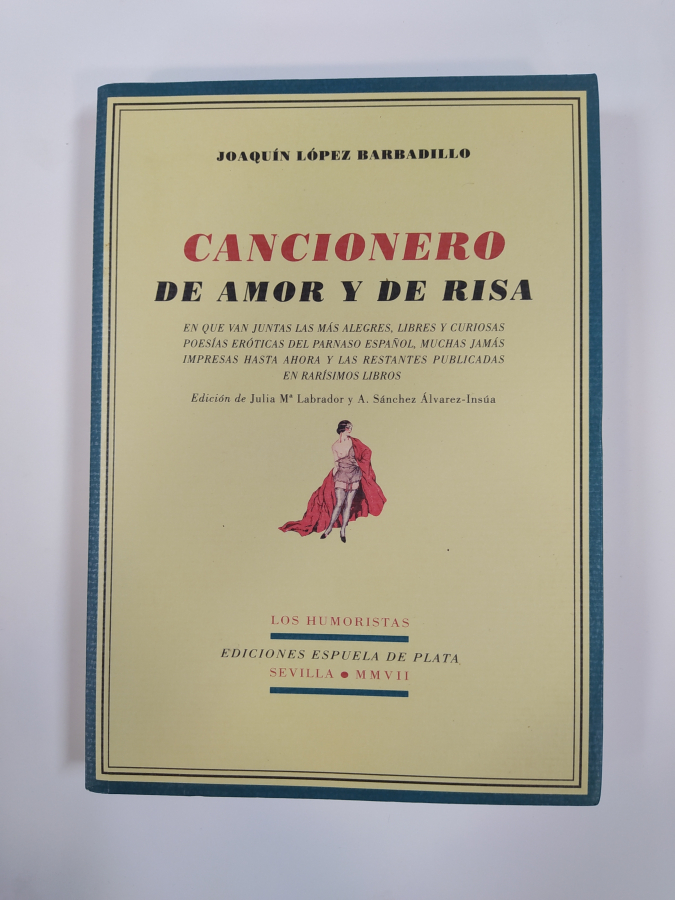 JOAQUÍN LÓPEZ BARBADILLO
CANCIONERO
DE AMOR Y DE RISA
EN QUE VAN JUNTAS LAS MÁS ALEGRES, LIBRES Y CURIOSAS
POESÍAS ERÓTICAS DEL PARNASO ESPAÑOL, MUCHAS JAMÁS
IMPRESAS HASTA AHORA Y LAS RESTANTES PUBLICADAS
EN RARÍSIMOS LIBROS
Edición de Julia Mª Labrador y A. Sánchez Álvarez-Insúa
LOS HUMORISTAS
EDICIONES ESPUELA DE PLATA
SEVILLA • MMVII